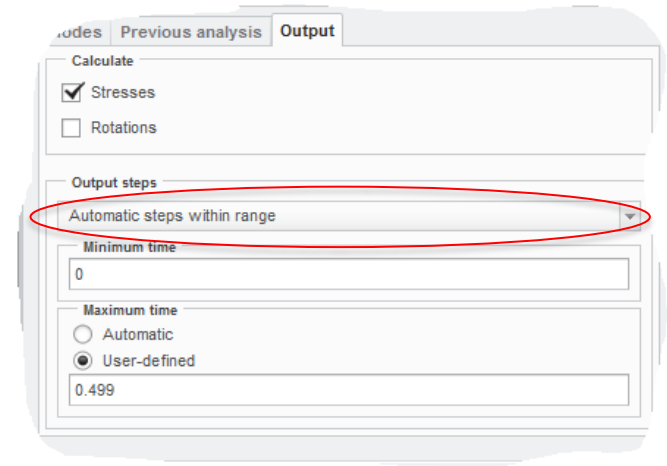 Previous analysis Output
Calculate
Stresses
Rotations
Output steps
Automatic steps within range
Minimum time
0
Maximum time
Automatic
User-defined
0.499